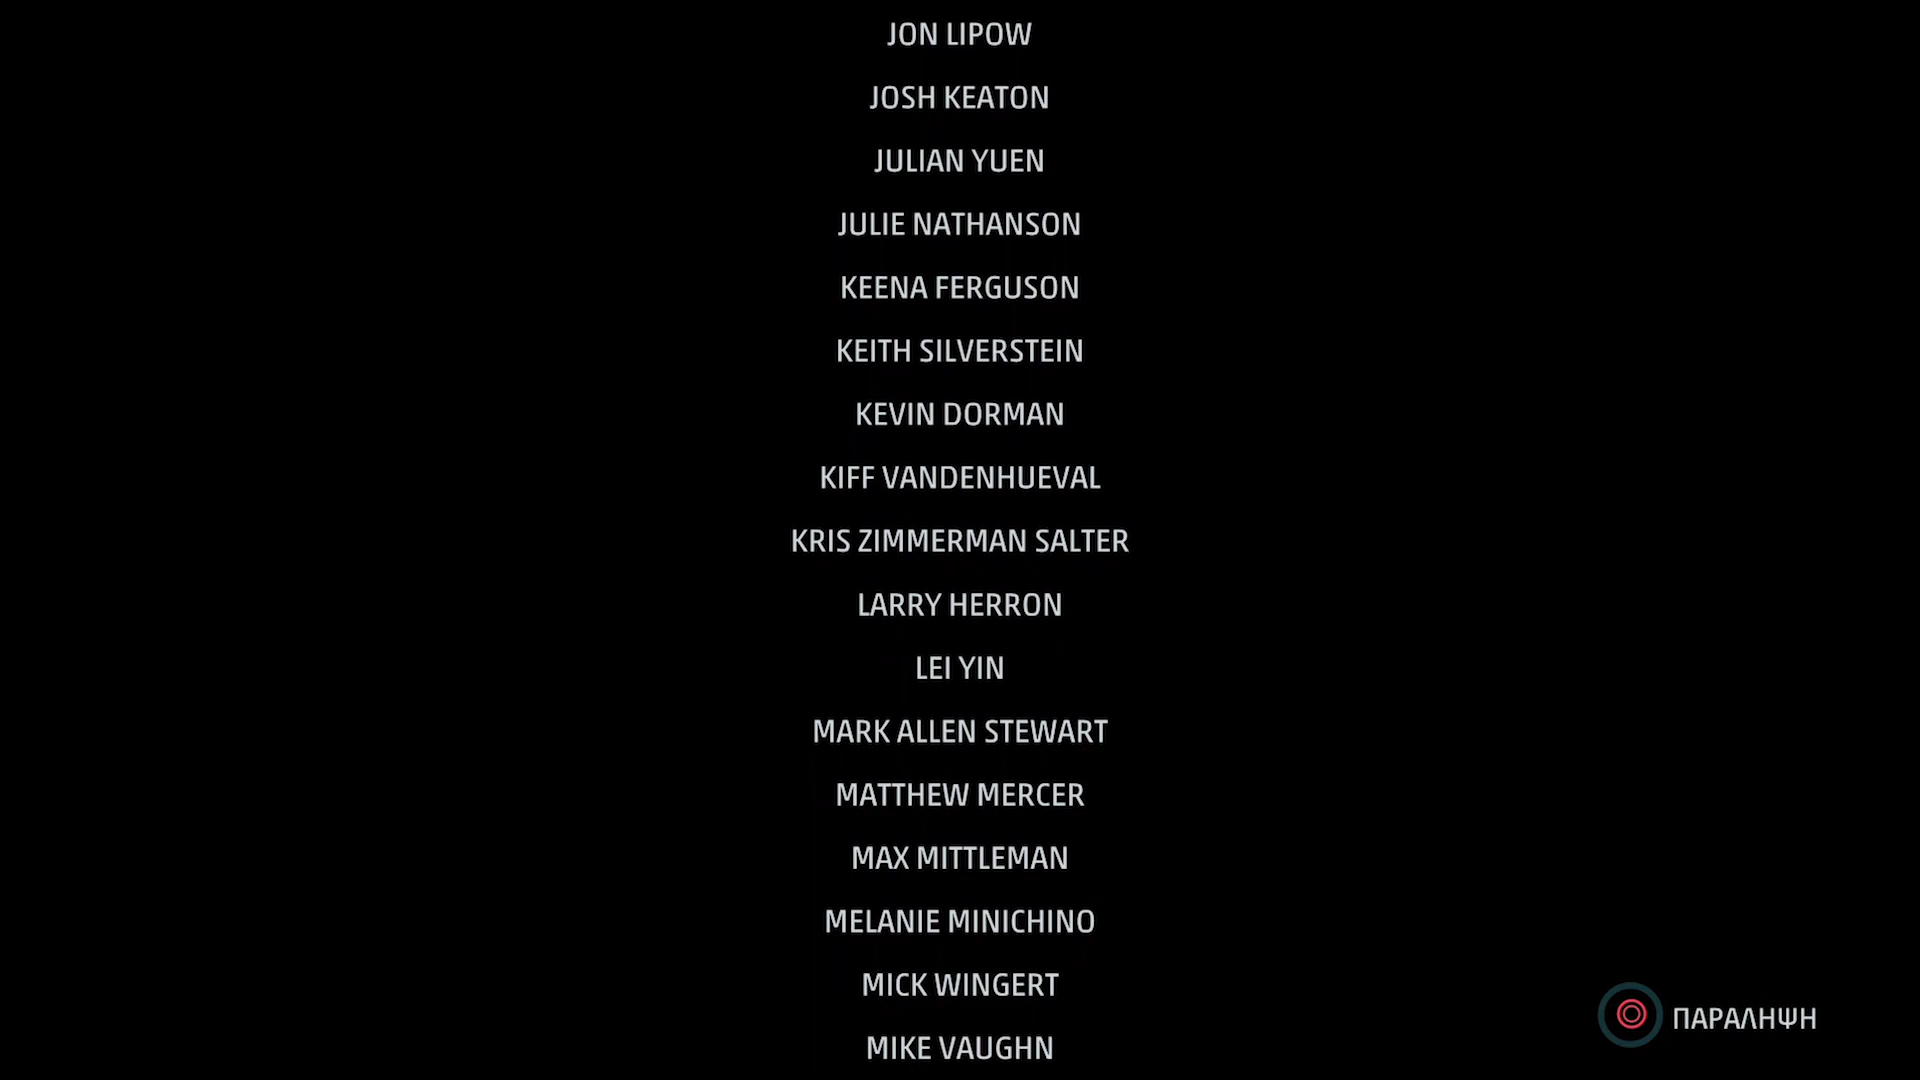 JON LIPOW
JOSH KEATON
JULIAN YUEN
JULIE NATHANSON
KEENA FERGUSON
KEITH SILVERSTEIN
KEVIN DORMAN
KIFF VANDENHUEVAL
KRIS ZIMMERMAN SALTER
LARRY HERRON
LEI YIN
MARK ALLEN STEWART
MATTHEW MERCER
MAX MITTLEMAN
MELANIE MINICHINO
MICK WINGERT
MIKE VAUGHN
ΠΑΡΑΛΗΨΗ